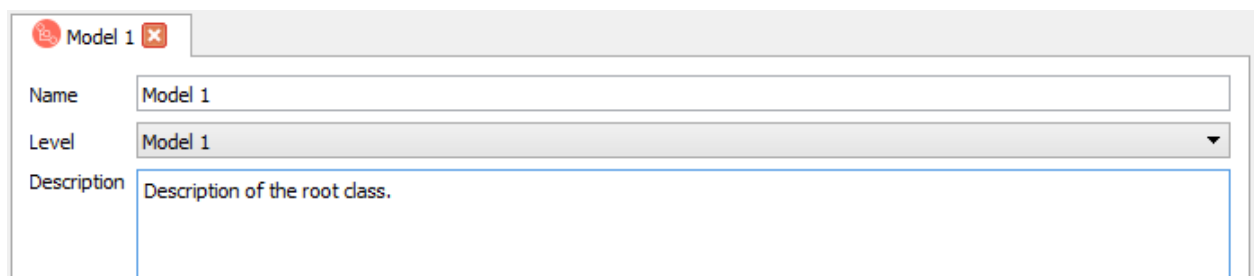 Model 1
Name Model 1
Level Model 1
Description Description of the root class.